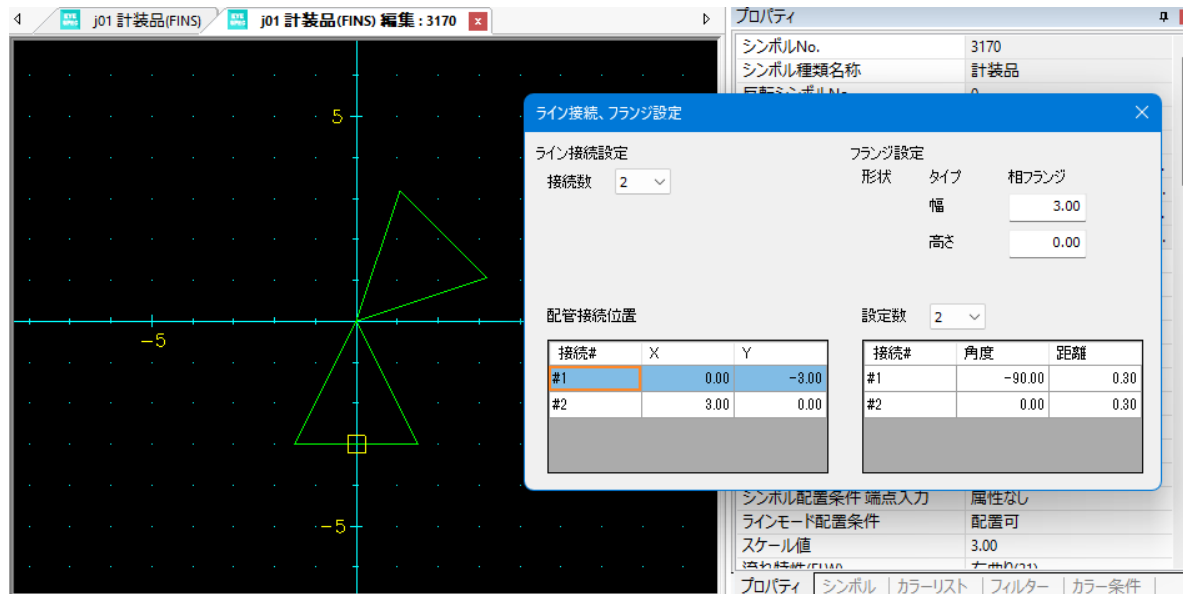 j01 計装品(FINS)
j01 計装品(FINS) 編集 : 3170
x
プロパティ
シンボルNo. 3170
シンボル種類名称 計装品
ライン接続、フランジ設定
ライン接続設定
接続数 2
フランジ設定
形状 タイプ 相フランジ
幅 3.00
高さ 0.00
配管接続位置
接続# X Y
#1 0.00 -3.00
#2 3.00 0.00
設定数 2
接続# 角度 距離
#1 -90.00 0.30
#2 0.00 0.30
5
-5
-5
シンボル配置条件 端点入力 属性なし
ラインモード配置条件 配置可
スケール値 3.00
プロパティ シンボル カラーリスト フィルター カラー条件